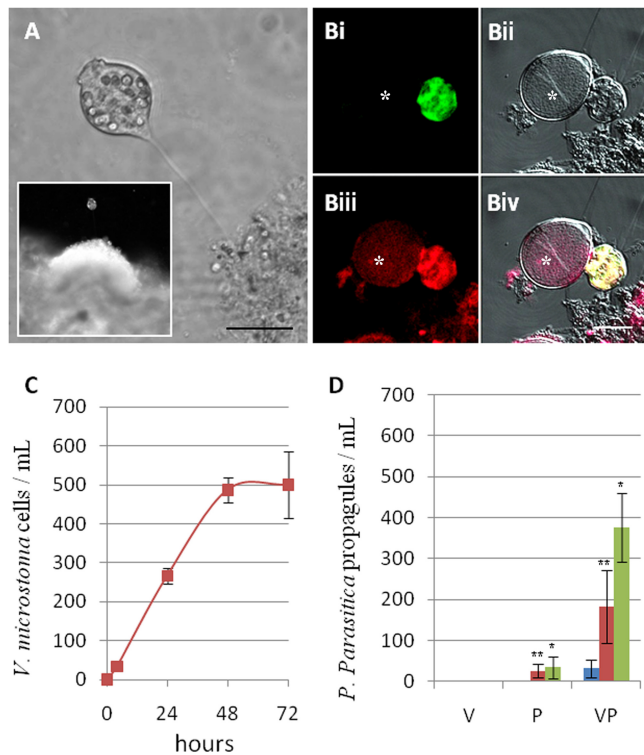 A
Bi
*
Bii
*
Biii
*
Biv
*
C
V. microstoma cells / mL
700
600
500
400
300
200
100
0
0 24 48 72
hours
D
P. Parasitica propagules / mL
700
600
500
400
300
200
100
0
** *
** *
V P VP